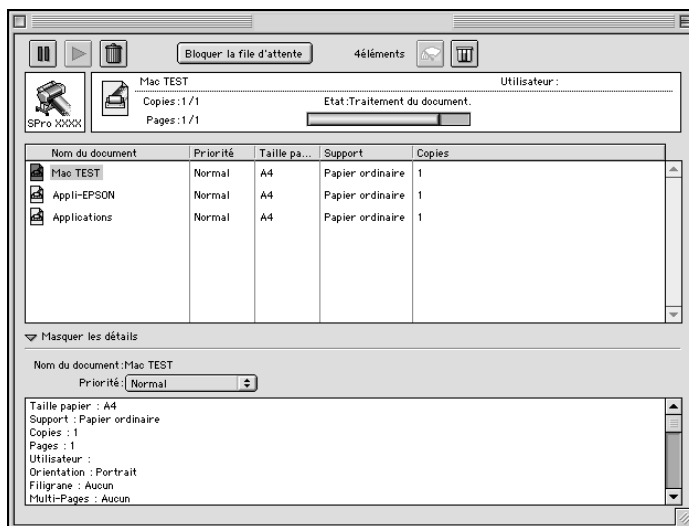 Bloquer la file d'attente 4éléments
Mac TEST Utilisateur :
Copies :1 /1 Etat :Traitement du document.
Pages :1 /1
SPro XXXX
Nom du document Priorité Taille pa... Support Copies
Mac TEST Normal A4 Papier ordinaire 1
Appli-EPSON Normal A4 Papier ordinaire 1
Applications Normal A4 Papier ordinaire 1
Masquer les détails
Nom du document :Mac TEST
Priorité : Normal
Taille papier : A4
Support : Papier ordinaire
Copies : 1
Pages : 1
Utilisateur :
Orientation : Portrait
Filigrane : Aucun
Multi-Pages : Aucun